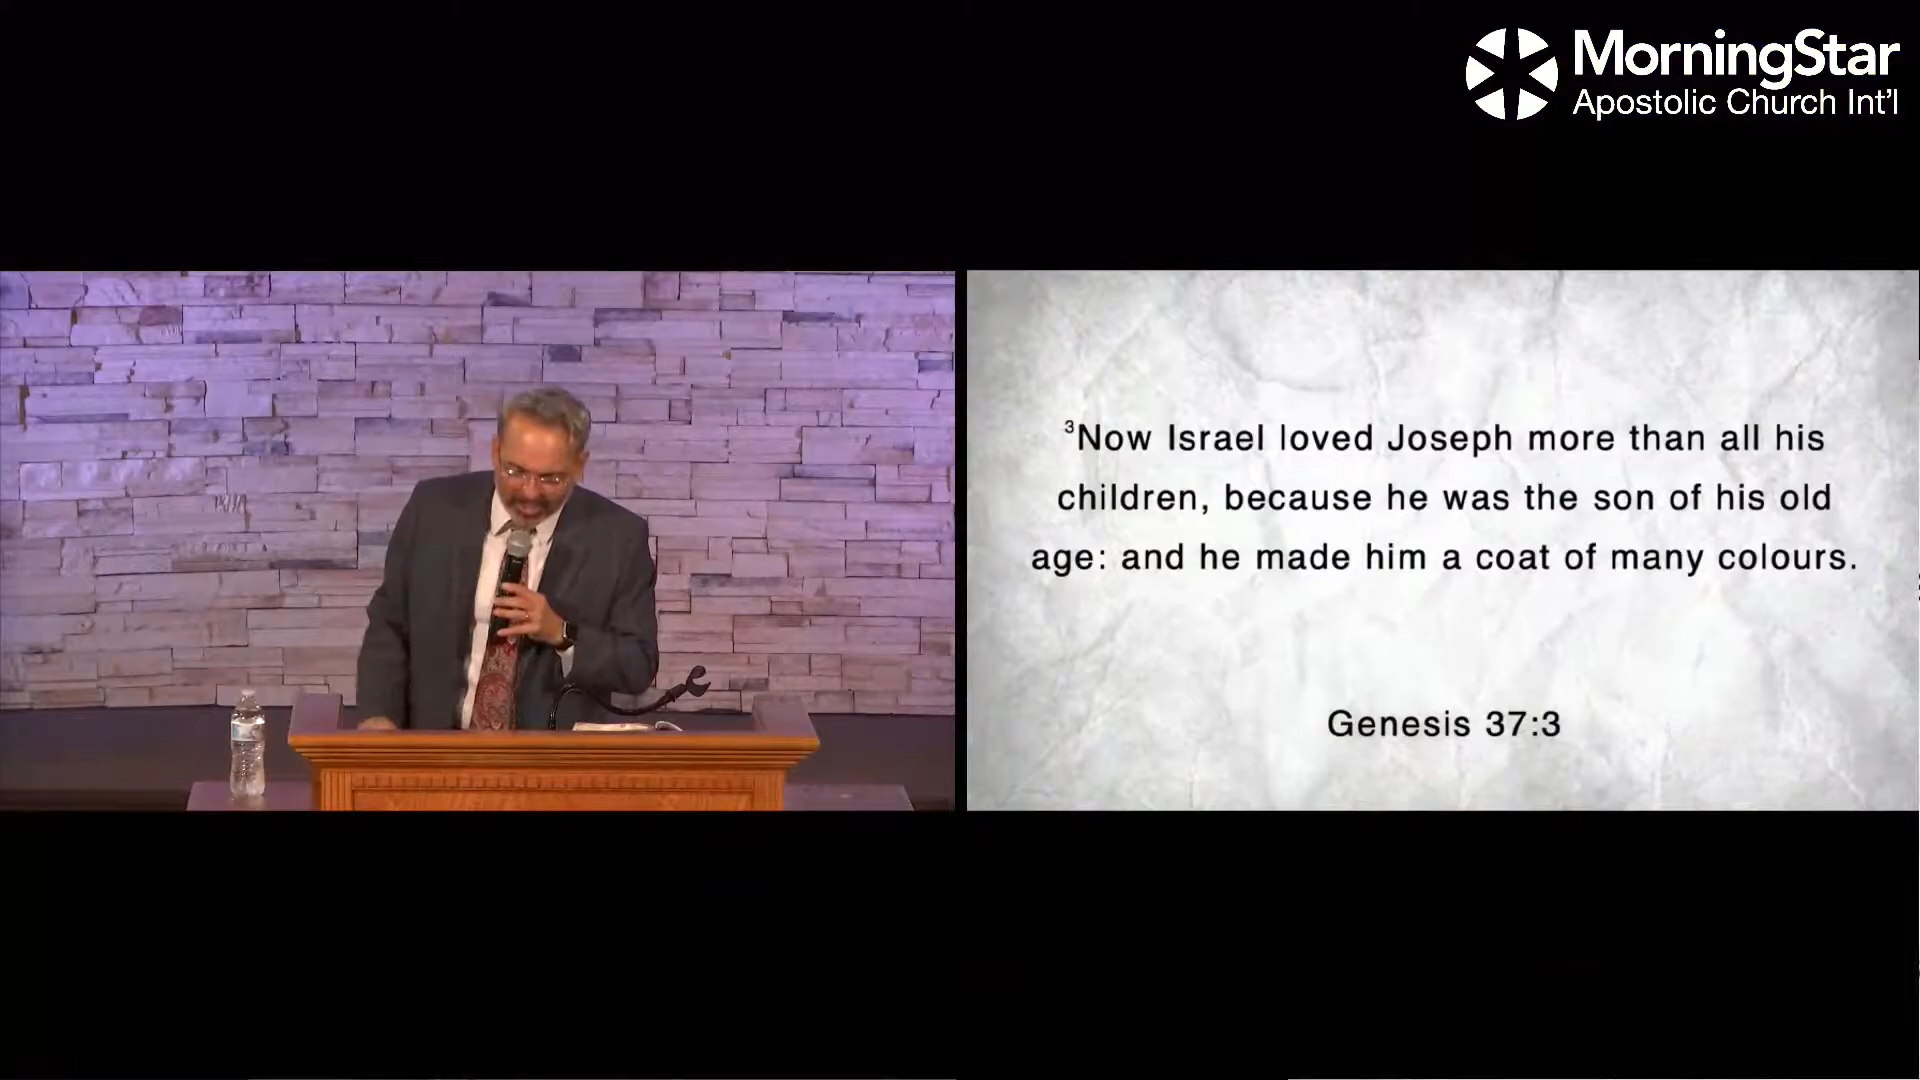 MorningStar
Apostolic Church Int'l
³Now Israel loved Joseph more than all his
children, because he was the son of his old
age: and he made him a coat of many colours.
Genesis 37:3